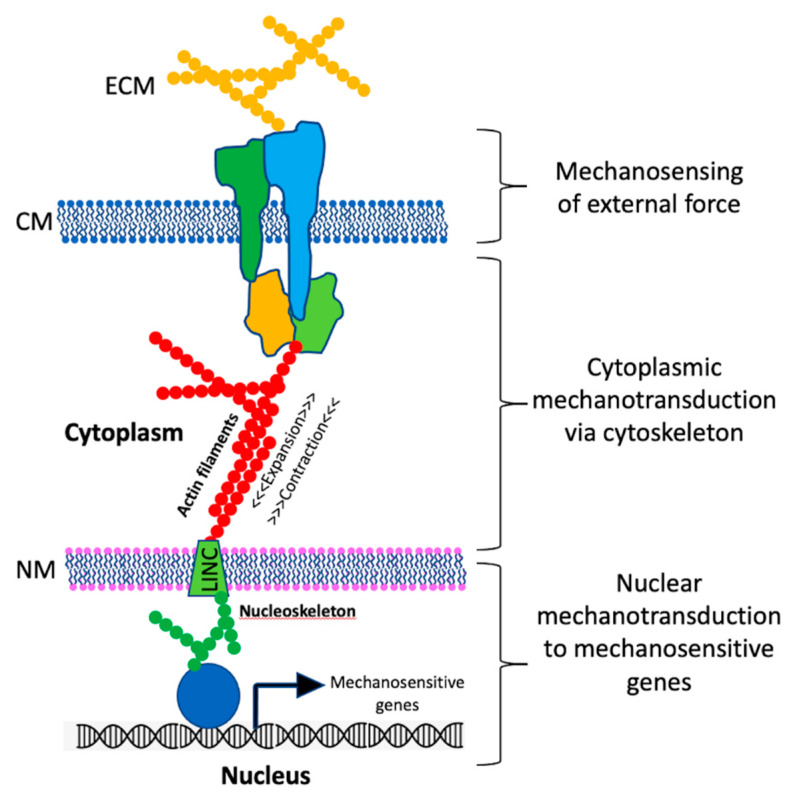 ECM
Mechanosensing
of external force
CM
Cytoplasmic
mechanotransduction
via cytoskeleton
Cytoplasm
Actin filaments
<<<Expansion>>>
>>>Contraction<<<
NM
LINC
Nucleoskeleton
Nuclear
mechanotransduction
to mechanosensitive
genes
Mechanosensitive
genes
Nucleus